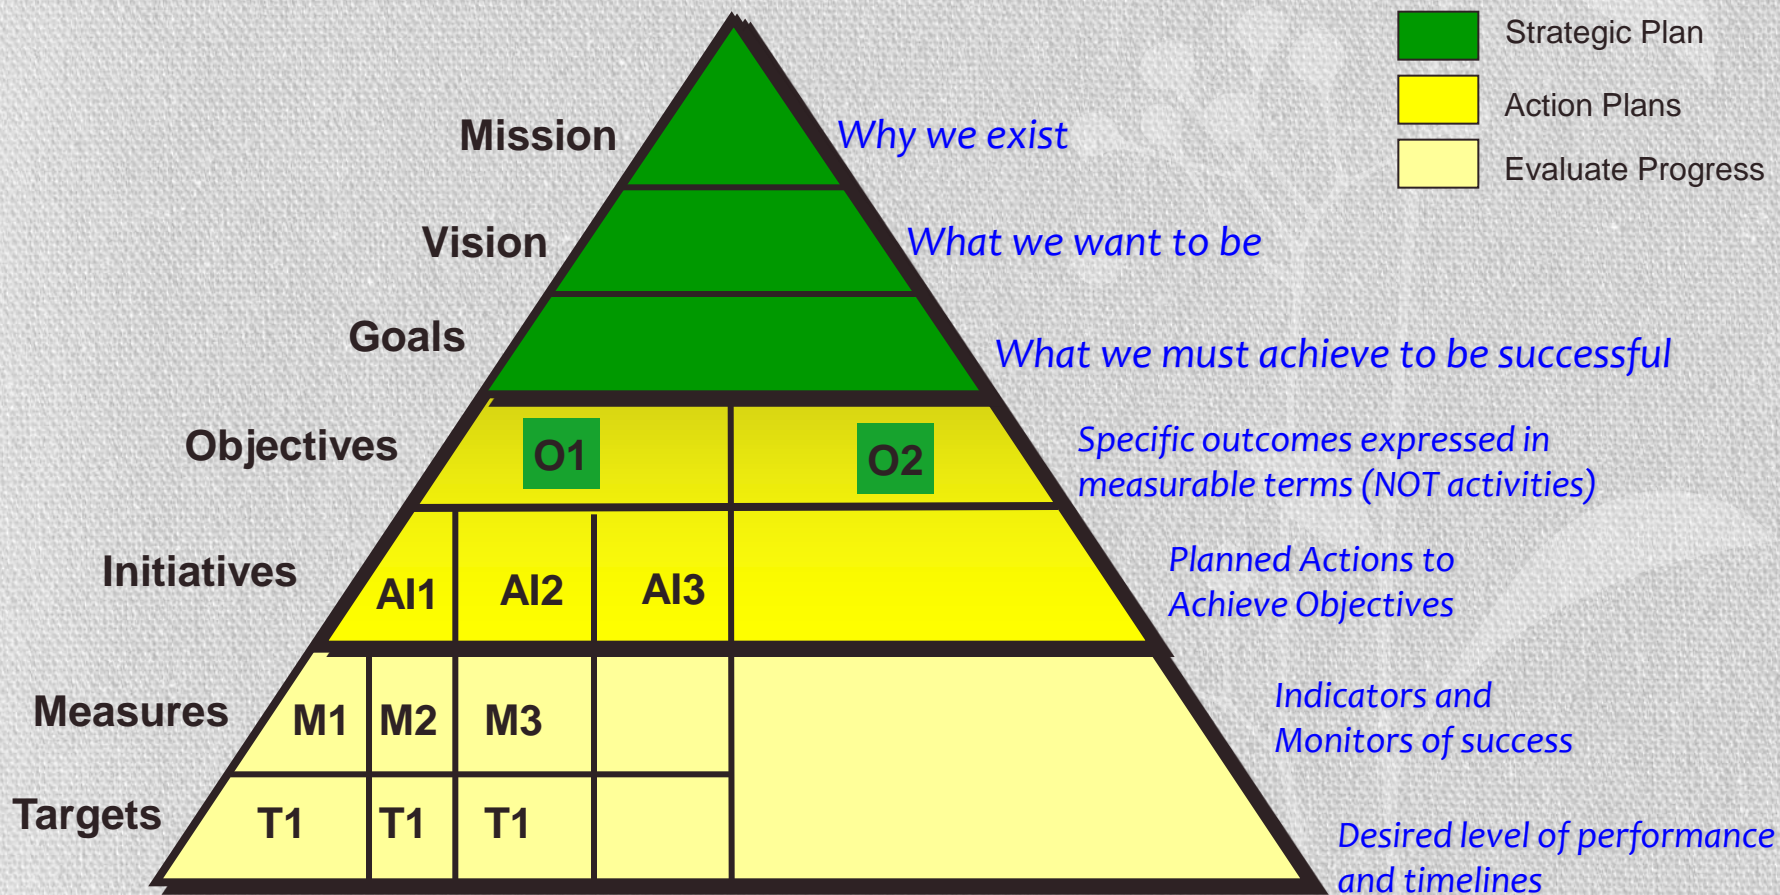 Strategic Plan
Action Plans
Evaluate Progress
Mission
Why we exist
Vision
What we want to be
Goals
What we must achieve to be successful
Objectives
O1
O2
Specific outcomes expressed in
measurable terms (NOT activities)
Initiatives
AI1
AI2
AI3
Planned Actions to
Achieve Objectives
Measures
M1
M2
M3
Indicators and
Monitors of success
Targets
T1
T1
T1
Desired level of performance
and timelines